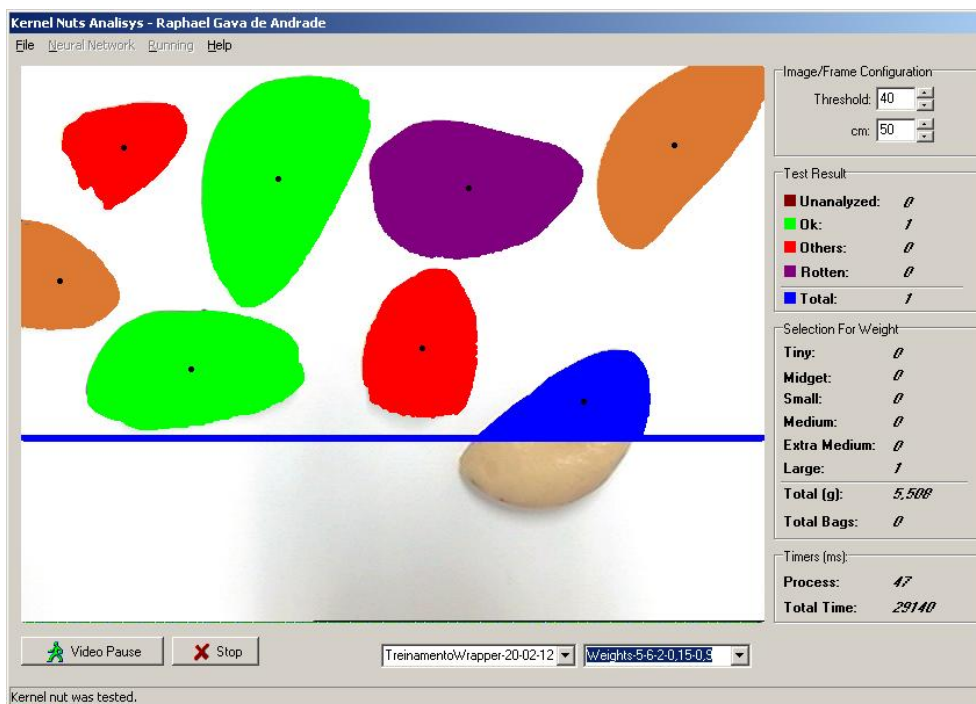 Kernel Nuts Analisys - Raphael Gava de Andrade
File Neural Network Running Help
Image/Frame Configuration
Threshold: 40
cm: 50
Test Result
Unanalyzed: 0
Ok: 1
Others: 0
Rotten: 0
Total: 1
Selection For Weight
Tiny: 0
Midget: 0
Small: 0
Medium: 0
Extra Medium: 0
Large: 1
Total (g): 5,508
Total Bags: 0
Timers (ms):
Process: 47
Total Time: 29140
Video Pause Stop TreinamentoWrapper-20-02-12 Weights-5-6-2-0,15-0,9
Kernel nut was tested.